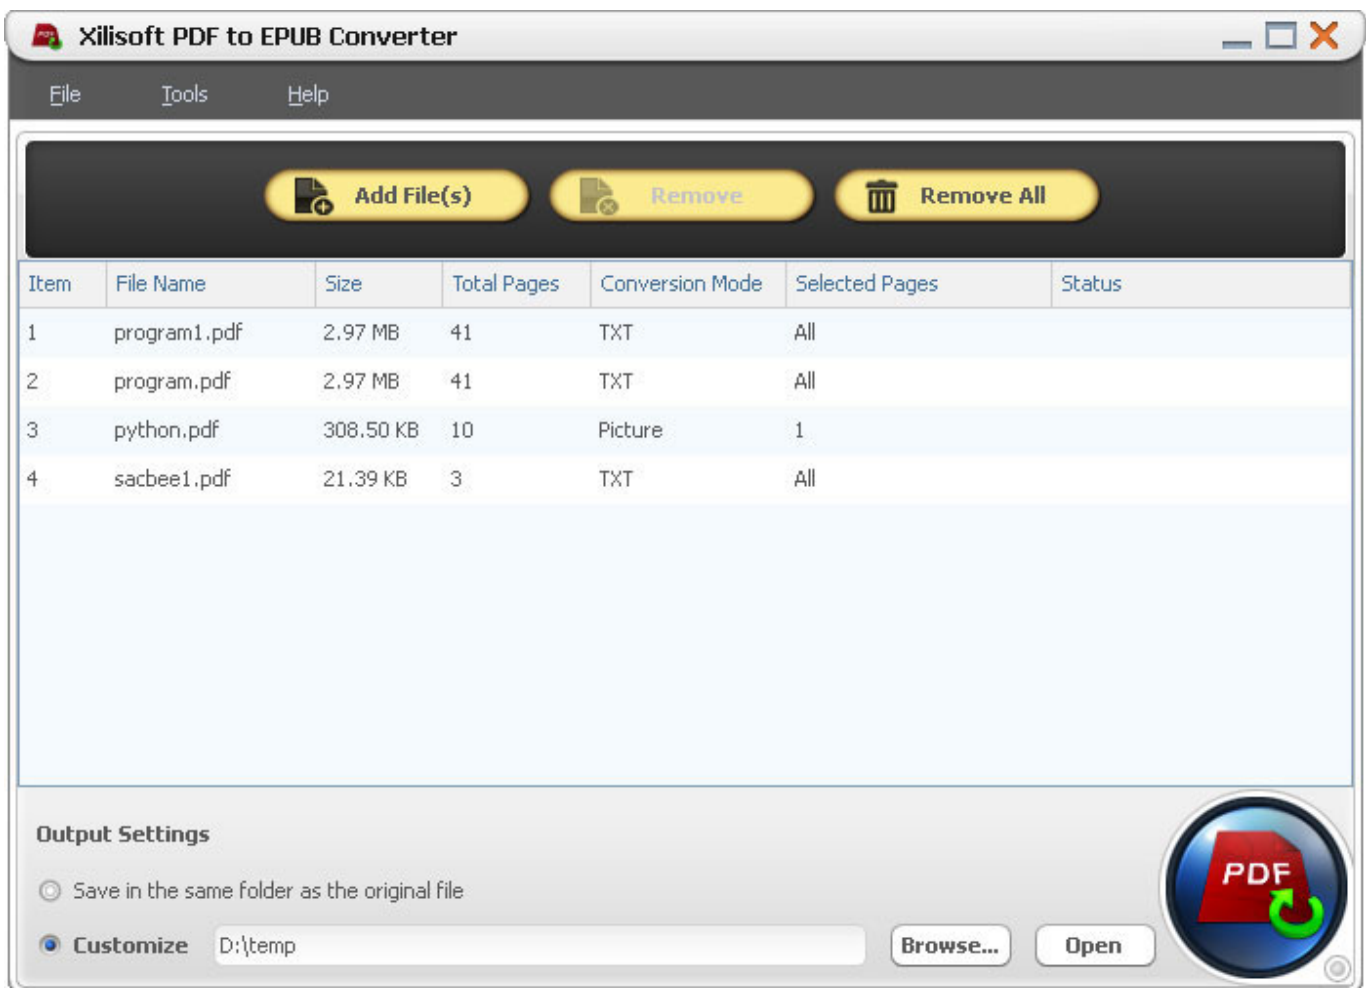 Xilisoft PDF to EPUB Converter
File Tools Help
Add File(s) Remove Remove All
Item File Name Size Total Pages Conversion Mode Selected Pages Status
1 program1.pdf 2.97 MB 41 TXT All
2 program.pdf 2.97 MB 41 TXT All
3 python.pdf 308.50 KB 10 Picture 1
4 sacbee1.pdf 21.39 KB 3 TXT All
Output Settings
Save in the same folder as the original file
Customize D:\temp Browse... Open
PDF